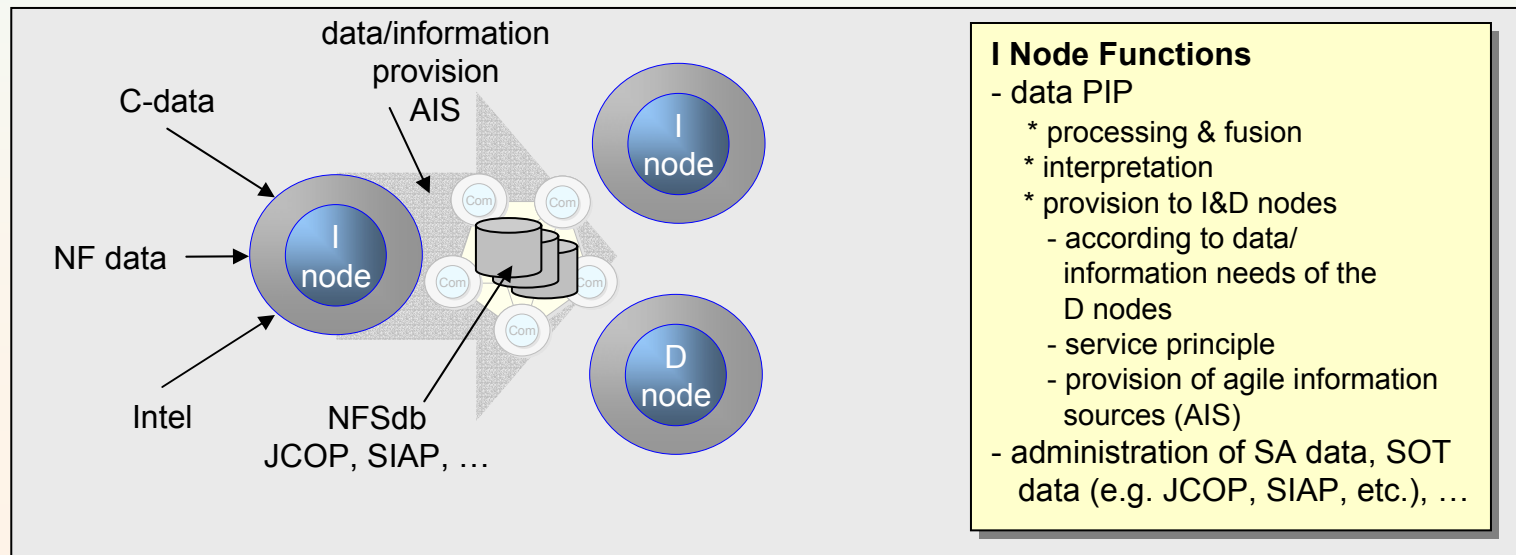 data/information
provision
AIS
C-data
NF data
Intel
I
node
Com
Com
Com
Com
Com
I
node
D
node
NFSdb
JCOP, SIAP, …
I Node Functions
- data PIP
* processing & fusion
* interpretation
* provision to I&D nodes
- according to data/
information needs of the
D nodes
- service principle
- provision of agile information
sources (AIS)
- administration of SA data, SOT
data (e.g. JCOP, SIAP, etc.), …